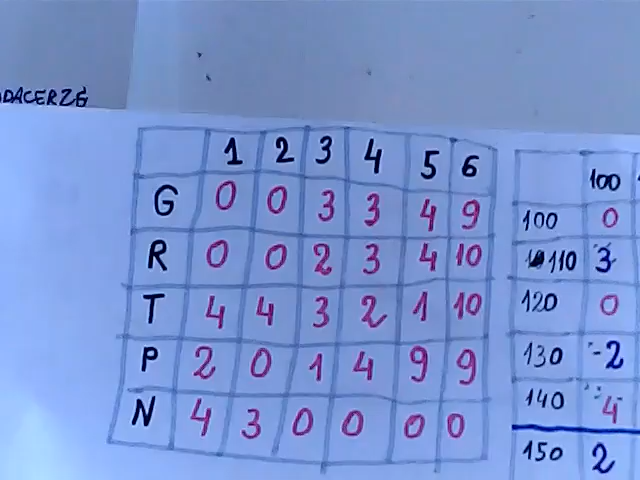 DACERZE
1 2 3 4 5 6
G 0 0 3 3 4 9
R 0 0 2 3 4 10
T 4 4 3 2 1 10
P 2 0 1 4 9 9
N 4 3 0 0 0 0
100
100 0
110 3
120 0
130 -2
140 4
150 2